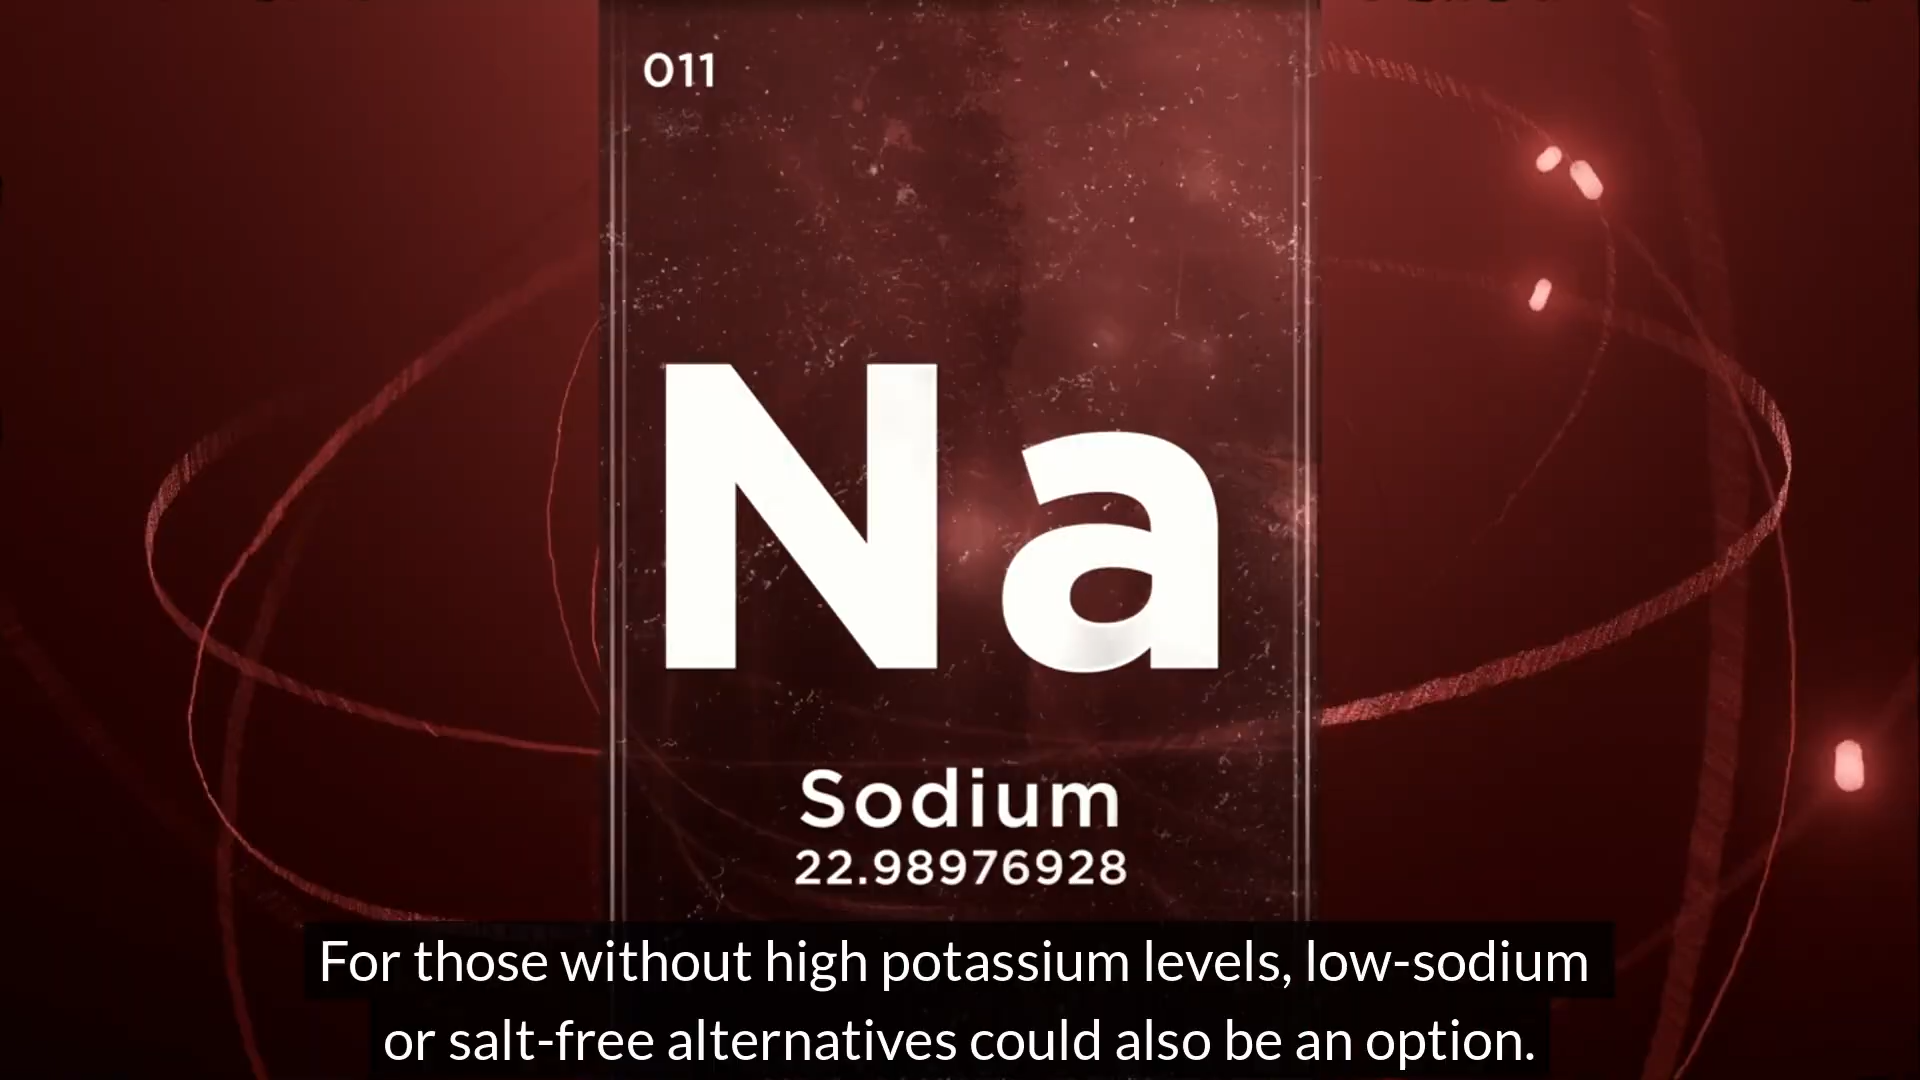 011
Na
Sodium
22.98976928
For those without high potassium levels, low-sodium
or salt-free alternatives could also be an option.